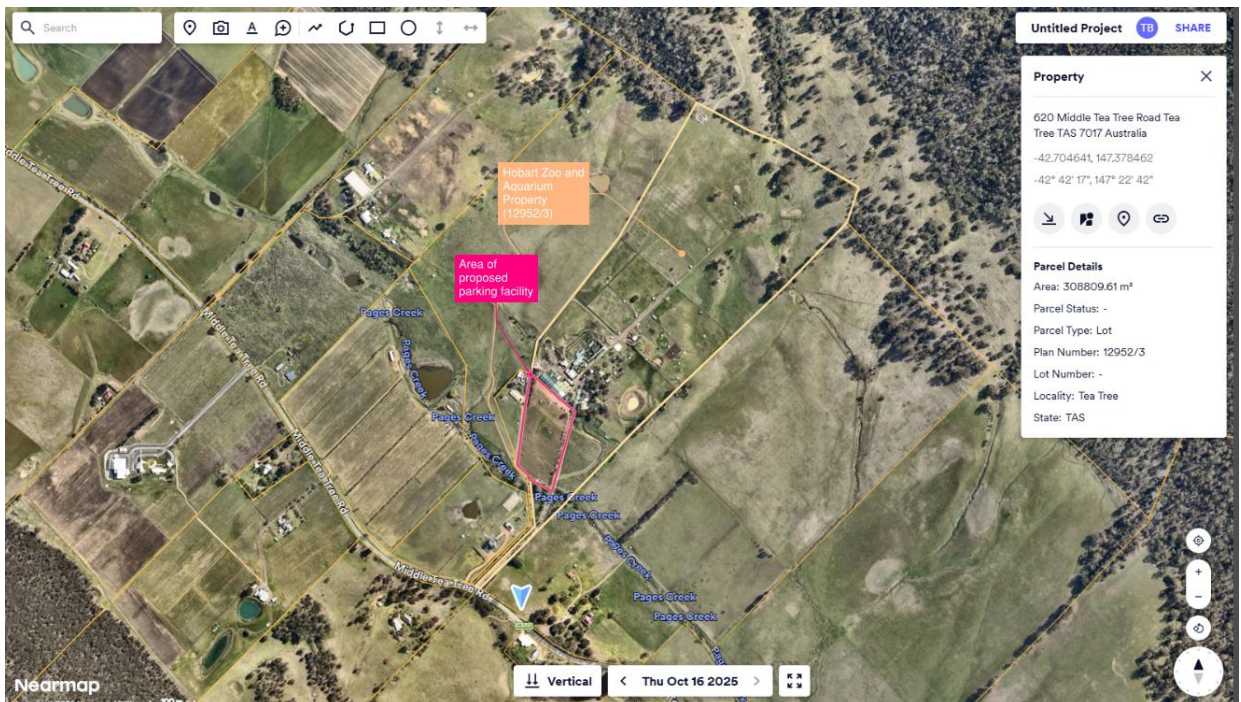 Search
A
Untitled Project
TB
SHARE
Property
620 Middle Tea Tree Road Tea
Tree TAS 7017 Australia
-42.704641, 147.378462
-42° 42' 17", 147° 22' 42"
Parcel Details
Area: 308809.61 m²
Parcel Status: -
Parcel Type: Lot
Plan Number: 12952/3
Lot Number: -
Locality: Tea Tree
State: TAS
Hobart Zoo and
Aquarium
Property
(12952/3)
Area of
proposed
parking facility
Middle Tea Tree Rd
Middle Tea Tree Rd
Middle Tea Tree Rd
Middle Tea Tree Rd
Pages Creek
Pages Creek
Pages Creek
Pages Creek
Pages Creek
Pages Creek
Pages Creek
Pages Creek
Pages Creek
Nearmap
Vertical
Thu Oct 16 2025